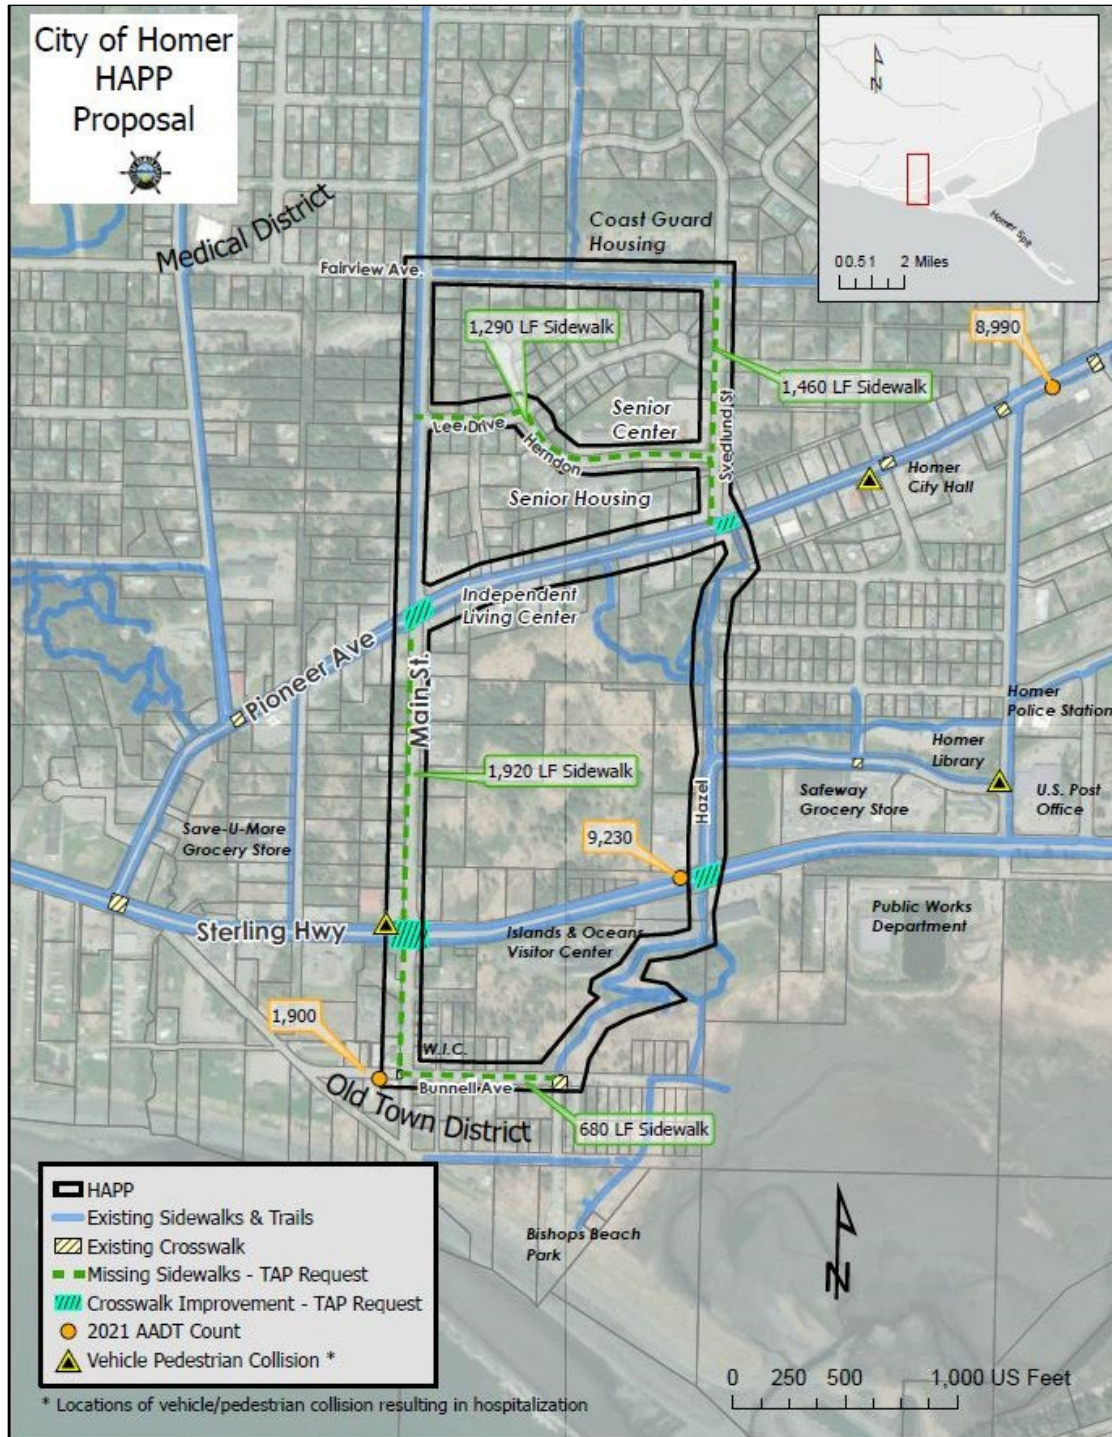 City of Homer
HAPP
Proposal
N
Homer Spit
0 0.5 1 2 Miles
Medical District
Coast Guard
Housing
Fairview Ave.
8,990
1,290 LF Sidewalk
1,460 LF Sidewalk
Senior
Center
Lee Drive
Herndon
Svedlund St
Homer
City Hall
Senior Housing
Independent
Living Center
Pioneer Ave
Main St.
Homer
Police Station
Homer
Library
1,920 LF Sidewalk
Hazel
Safeway
Grocery Store
U.S. Post
Office
Save-U-More
Grocery Store
9,230
Sterling Hwy
Islands & Oceans
Visitor Center
Public Works
Department
1,900
W.I.C.
Bunnell Ave
Old Town District
680 LF Sidewalk
Bishops Beach
Park
HAPP
Existing Sidewalks & Trails
Existing Crosswalk
Missing Sidewalks - TAP Request
Crosswalk Improvement - TAP Request
2021 AADT Count
Vehicle Pedestrian Collision *
* Locations of vehicle/pedestrian collision resulting in hospitalization
N
0 250 500 1,000 US Feet